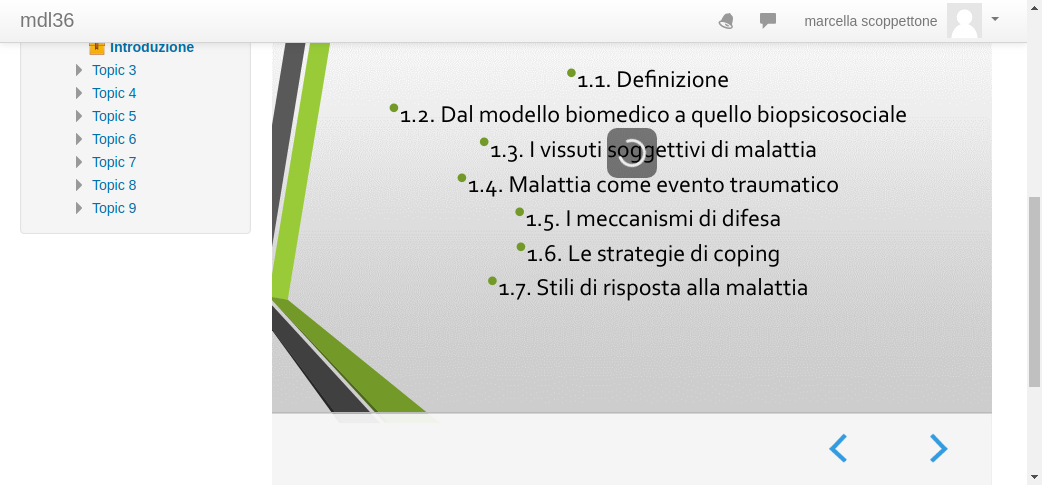 mdl36
marcella scoppettone
Introduzione
Topic 3
Topic 4
Topic 5
Topic 6
Topic 7
Topic 8
Topic 9
1.1. Definizione
1.2. Dal modello biomedico a quello biopsicosociale
1.3. I vissuti soggettivi di malattia
1.4. Malattia come evento traumatico
1.5. I meccanismi di difesa
1.6. Le strategie di coping
1.7. Stili di risposta alla malattia